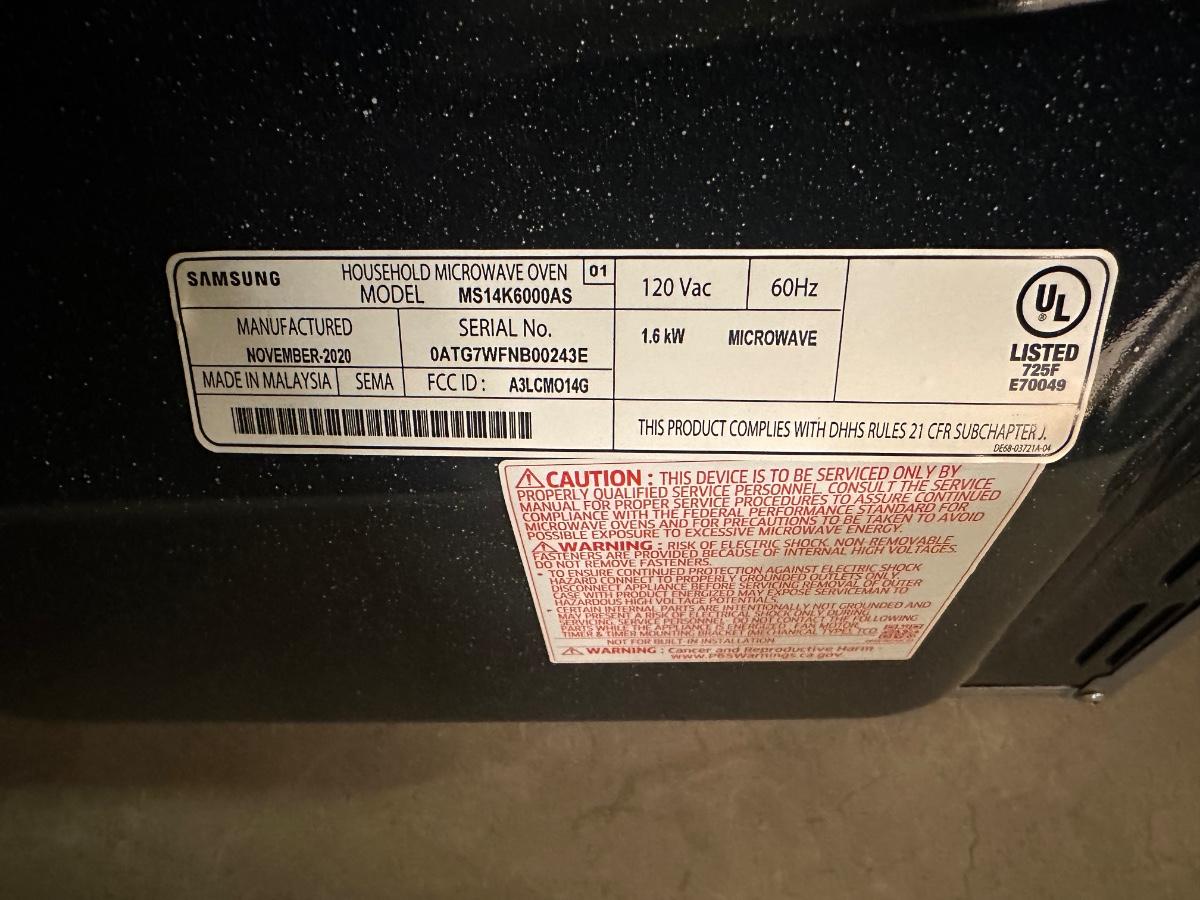 SAMSUNG HOUSEHOLD MICROWAVE OVEN 01
MODEL MS14K6000AS
120 Vac 60Hz
MANUFACTURED
NOVEMBER-2020
SERIAL No.
0ATG7WFNB00243E
1.6 kW MICROWAVE
UL
®
LISTED
725F
E70049
MADE IN MALAYSIA SEMA FCC ID : A3LCMO14G
THIS PRODUCT COMPLIES WITH DHHS RULES 21 CFR SUBCHAPTER J.
DE68-03721A-04
CAUTION : THIS DEVICE IS TO BE SERVICED ONLY BY
PROPERLY QUALIFIED SERVICE PERSONNEL. CONSULT THE SERVICE
MANUAL FOR PROPER SERVICE PROCEDURES TO ASSURE CONTINUED
COMPLIANCE WITH THE FEDERAL PERFORMANCE STANDARD FOR
MICROWAVE OVENS AND FOR PRECAUTIONS TO BE TAKEN TO AVOID
POSSIBLE EXPOSURE TO EXCESSIVE MICROWAVE ENERGY.
WARNING : RISK OF ELECTRIC SHOCK. NON-REMOVABLE
FASTENERS ARE PROVIDED BECAUSE OF INTERNAL HIGH VOLTAGES.
DO NOT REMOVE FASTENERS.
• TO ENSURE CONTINUED PROTECTION AGAINST ELECTRIC SHOCK
HAZARD CONNECT TO PROPERLY GROUNDED OUTLETS ONLY.
DISCONNECT APPLIANCE BEFORE SERVICING REMOVAL OF OUTER
CASE WITH PRODUCT ENERGIZED MAY EXPOSE SERVICEMAN TO
HAZARDOUS HIGH VOLTAGE POTENTIALS.
• CERTAIN INTERNAL PARTS ARE INTENTIONALLY NOT GROUNDED AND
MAY PRESENT A RISK OF ELECTRICAL SHOCK ONLY DURING
SERVICING. SERVICE PERSONNEL - DO NOT CONTACT THE FOLLOWING
PARTS WHILE THE APPLIANCE IS ENERGIZED. FAN MOTOR,
TIMER & TIMER MOUNTING BRACKET (MECHANICAL TYPE), TCO
NOT FOR BUILT-IN INSTALLATION
WARNING : Cancer and Reproductive Harm -
www.P65Warnings.ca.gov.